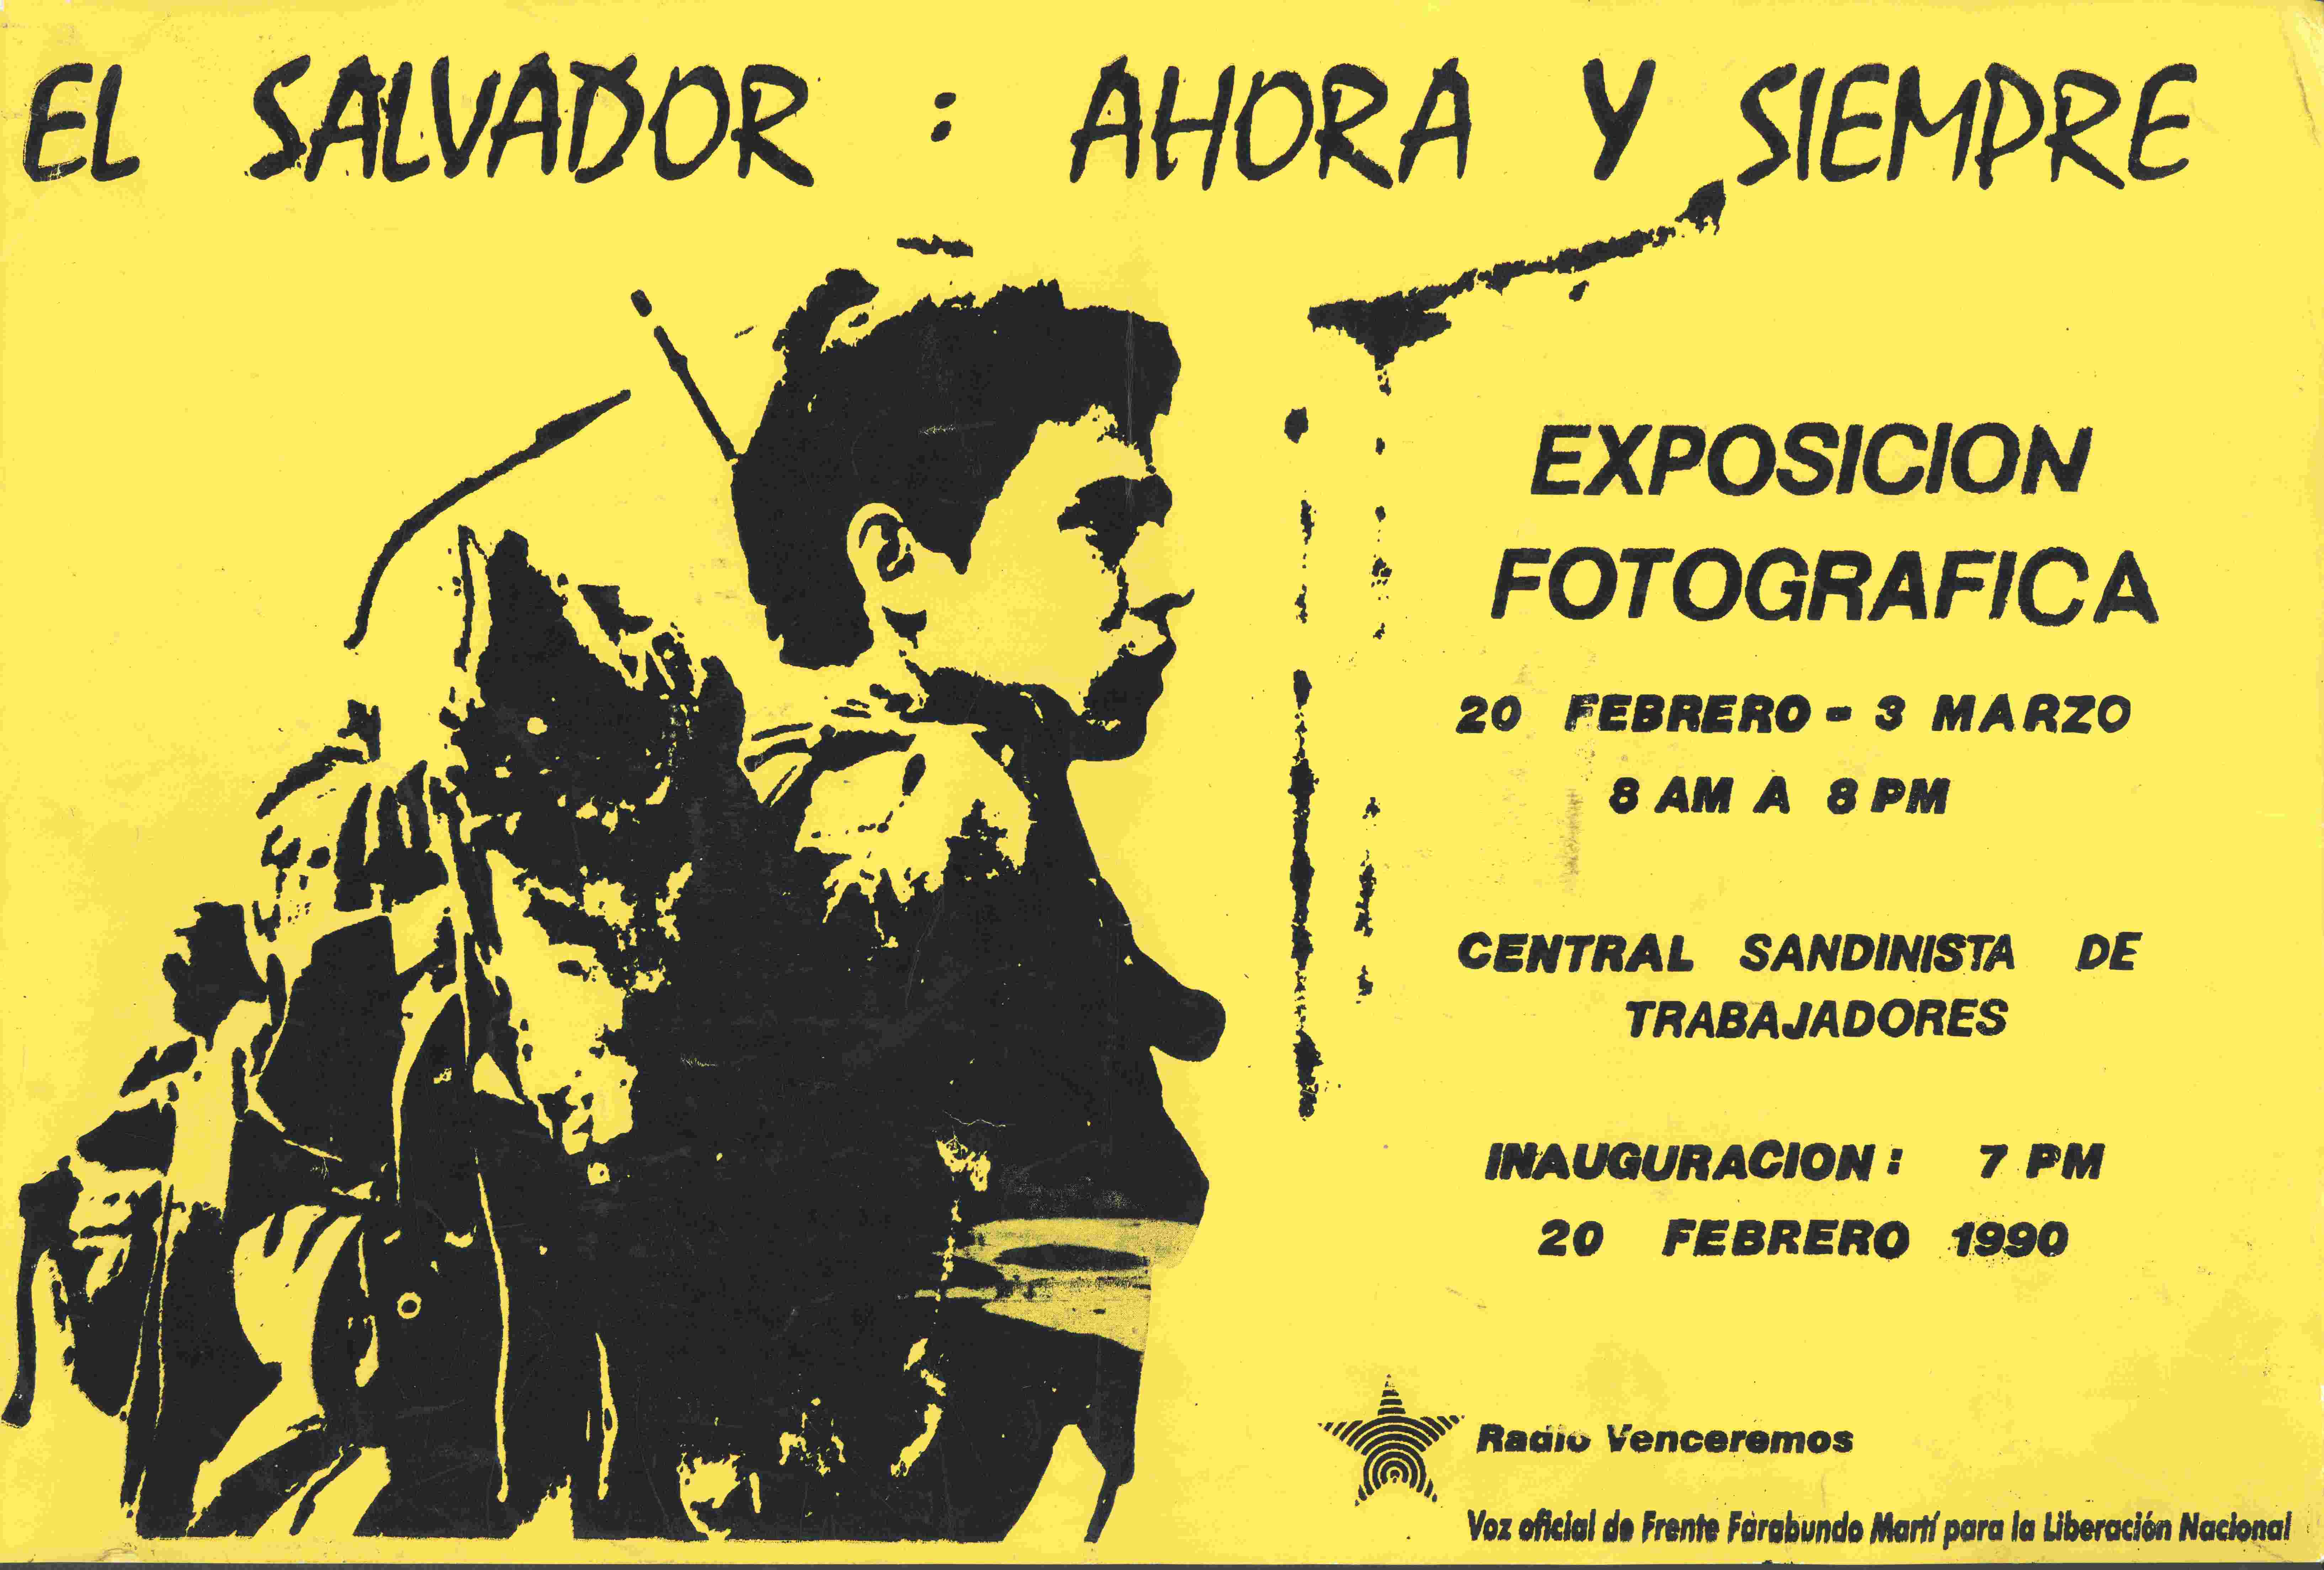 EL SALVADOR : AHORA Y SIEMPRE
EXPOSICION
FOTOGRAFICA
20 FEBRERO - 3 MARZO
8 AM A 8 PM
CENTRAL SANDINISTA DE
TRABAJADORES
INAUGURACION : 7 PM
20 FEBRERO 1990
Radio Venceremos
Voz oficial de Frente Farabundo Martí para la Liberación Nacional